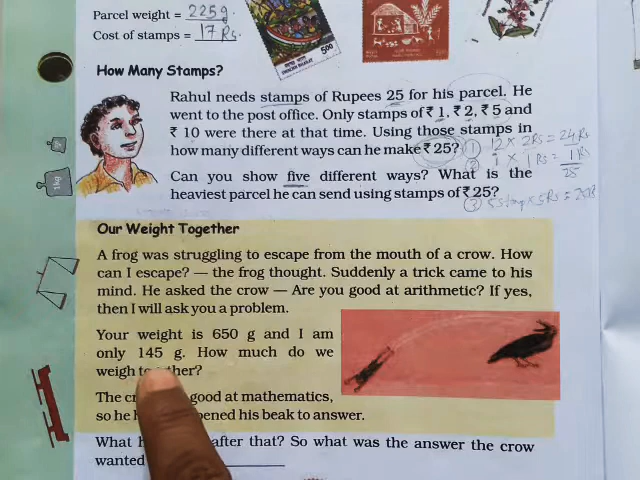 Parcel weight = 225g.
Cost of stamps = 17 Rs.
500
How Many Stamps?
Rahul needs stamps of Rupees 25 for his parcel. He
went to the post office. Only stamps of ₹ 1, ₹ 2, ₹ 5 and
₹ 10 were there at that time. Using those stamps in
how many different ways can he make ₹ 25?
① 12 × 2Rs = 24Rs
1 × 1Rs = 1Rs
25
Can you show five different ways? What is the
heaviest parcel he can send using stamps of ₹ 25?
③ 5 stamp × 5Rs =
1kg
Our Weight Together
A frog was struggling to escape from the mouth of a crow. How
can I escape? — the frog thought. Suddenly a trick came to his
mind. He asked the crow — Are you good at arithmetic? If yes,
then I will ask you a problem.
Your weight is 650 g and I am
only 145 g. How much do we
weigh
The good at mathematics,
so he his beak to answer.
What after that? So what was the answer the crow
wanted